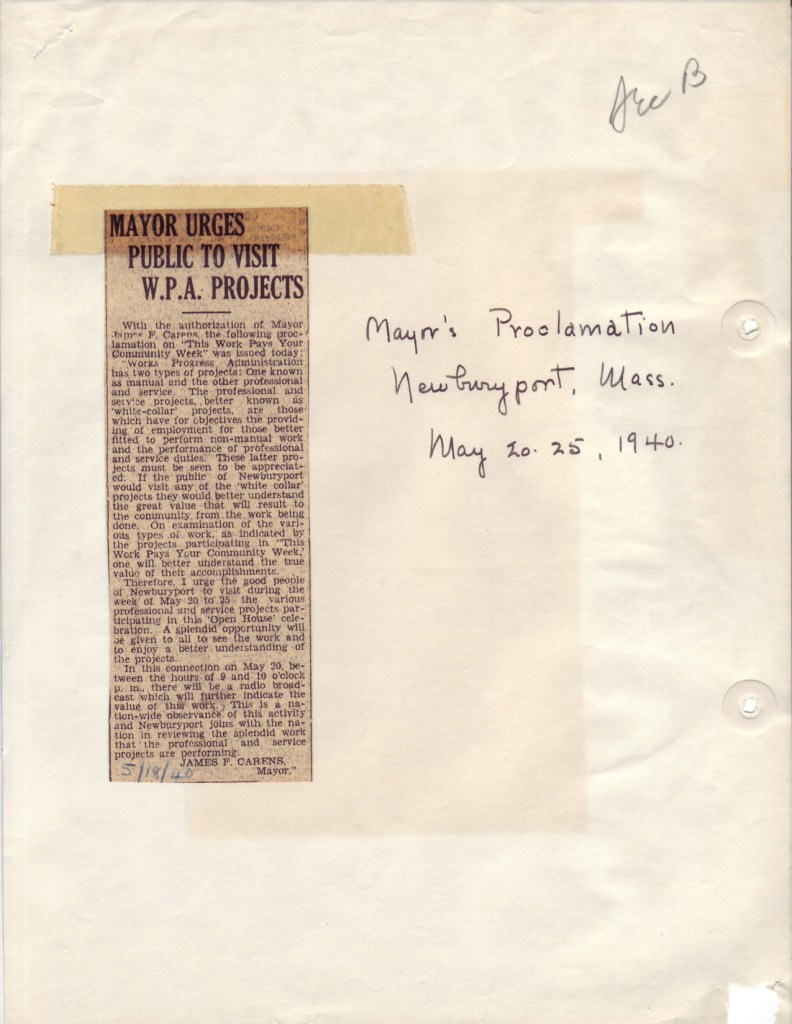 Sec B
MAYOR URGES
PUBLIC TO VISIT
W.P.A. PROJECTS
With the authorization of Mayor
James F. Carens the following proc-
lamation on "This Work Pays Your
Community Week" was issued today:
"Works Progress Administration
has two types of projects: One known
as manual and the other professional
and service. The professional and
service projects, better known as
'white-collar' projects, are those
which have for objectives the provid-
ing of employment for those better
fitted to perform non-manual work
and the performance of professional
and service duties. These latter pro-
jects must be seen to be appreciat-
ed. If the public of Newburyport
would visit any of the 'white collar'
projects they would better understand
the great value that will result to
the community from the work being
done. On examination of the vari-
ous types of work, as indicated by
the projects participating in "This
Work Pays Your Community Week,'
one will better understand the true
value of their accomplishments.
Therefore, I urge the good people
of Newburyport to visit during the
week of May 20 to 25 the various
professional and service projects par-
ticipating in this 'Open House' cele-
bration. A splendid opportunity will
be given to all to see the work and
to enjoy a better understanding of
the projects.
In this connection on May 20, be-
tween the hours of 9 and 10 o'clock
p. m., there will be a radio broad-
cast which will further indicate the
value of this work. This is a na-
tion-wide observance of this activity
and Newburyport joins with the na-
tion in reviewing the splendid work
that the professional and service
projects are performing.
JAMES F. CARENS,
Mayor."
5/18/40
Mayor's Proclamation
Newburyport, Mass.
May 20-25, 1940.